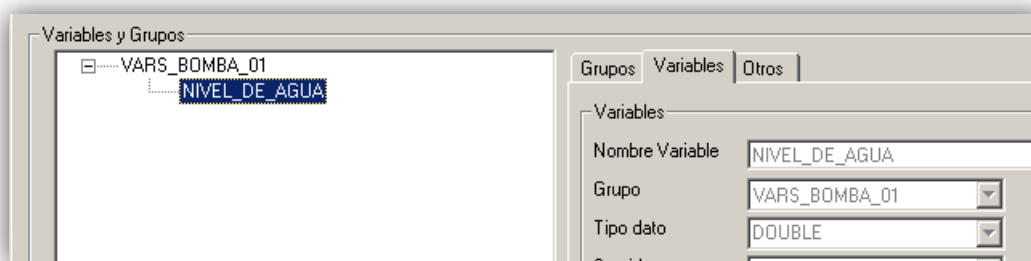 Variables y Grupos
VARS_BOMBA_01
NIVEL_DE_AGUA
Grupos Variables Otros
Variables
Nombre Variable NIVEL_DE_AGUA
Grupo VARS_BOMBA_01
Tipo dato DOUBLE